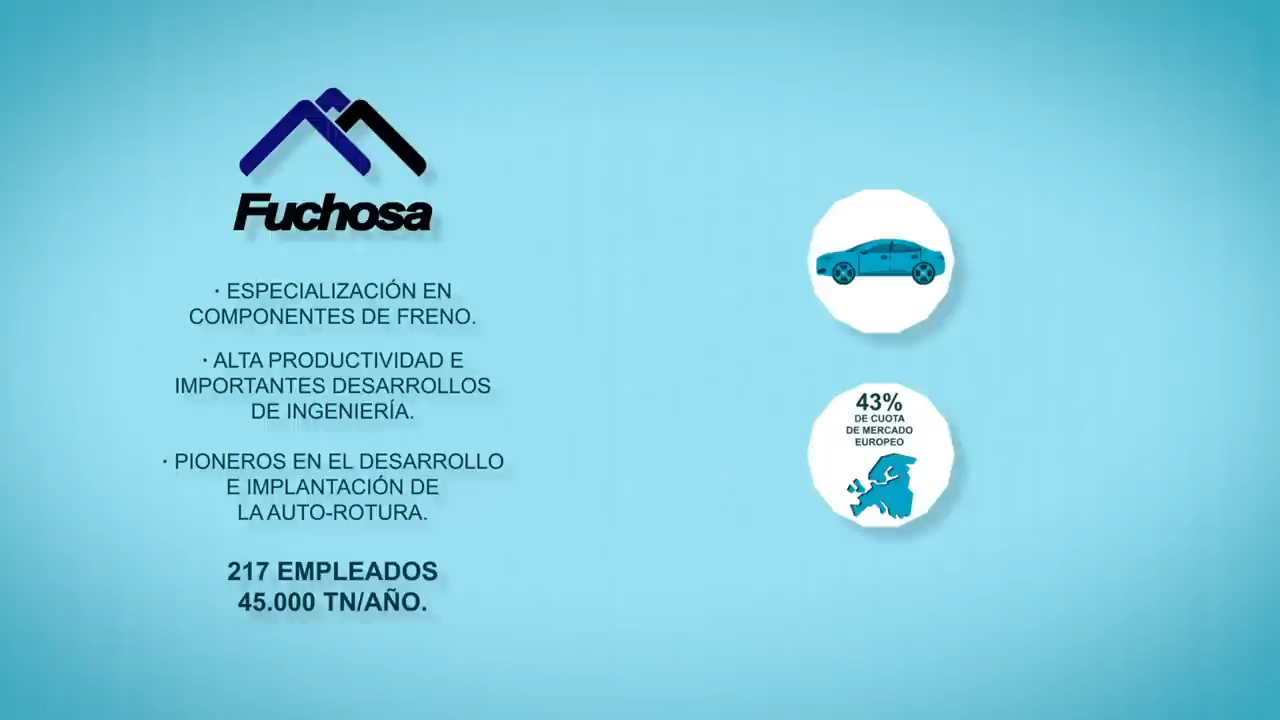 Fuchosa
· ESPECIALIZACIÓN EN
COMPONENTES DE FRENO.
· ALTA PRODUCTIVIDAD E
IMPORTANTES DESARROLLOS
DE INGENIERÍA.
· PIONEROS EN EL DESARROLLO
E IMPLANTACIÓN DE
LA AUTO-ROTURA.
217 EMPLEADOS
45.000 TN/AÑO.
43%
DE CUOTA
DE MERCADO
EUROPEO